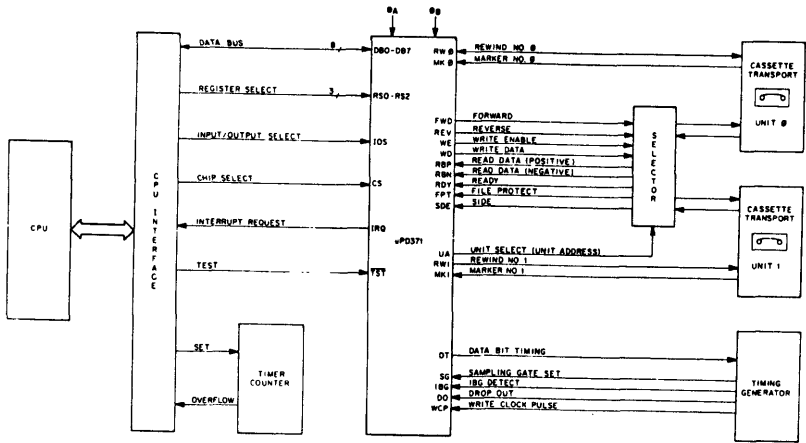 ØA ØB
DATA BUS 8 DB0-DB7
REGISTER SELECT 3 RS0-RS2
INPUT/OUTPUT SELECT IOS
CHIP SELECT CS
INTERRUPT REQUEST IRQ
TEST TST
CPU
CPU INTERFACE
SET
OVERFLOW
TIMER
COUNTER
µPD371
RW Ø REWIND NO. Ø
MK Ø MARKER NO. Ø
FWD FORWARD
REV REVERSE
WE WRITE ENABLE
WD WRITE DATA
RBP READ DATA (POSITIVE)
RBN READ DATA (NEGATIVE)
RDY READY
FPT FILE PROTECT
SDE SIDE
UA UNIT SELECT (UNIT ADDRESS)
RW1 REWIND NO 1
MK1 MARKER NO 1
SELECTOR
CASSETTE
TRANSPORT
UNIT Ø
CASSETTE
TRANSPORT
UNIT 1
DT DATA BIT TIMING
SG SAMPLING GATE SET
IBG IBG DETECT
DO DROP OUT
WCP WRITE CLOCK PULSE
TIMING
GENERATOR